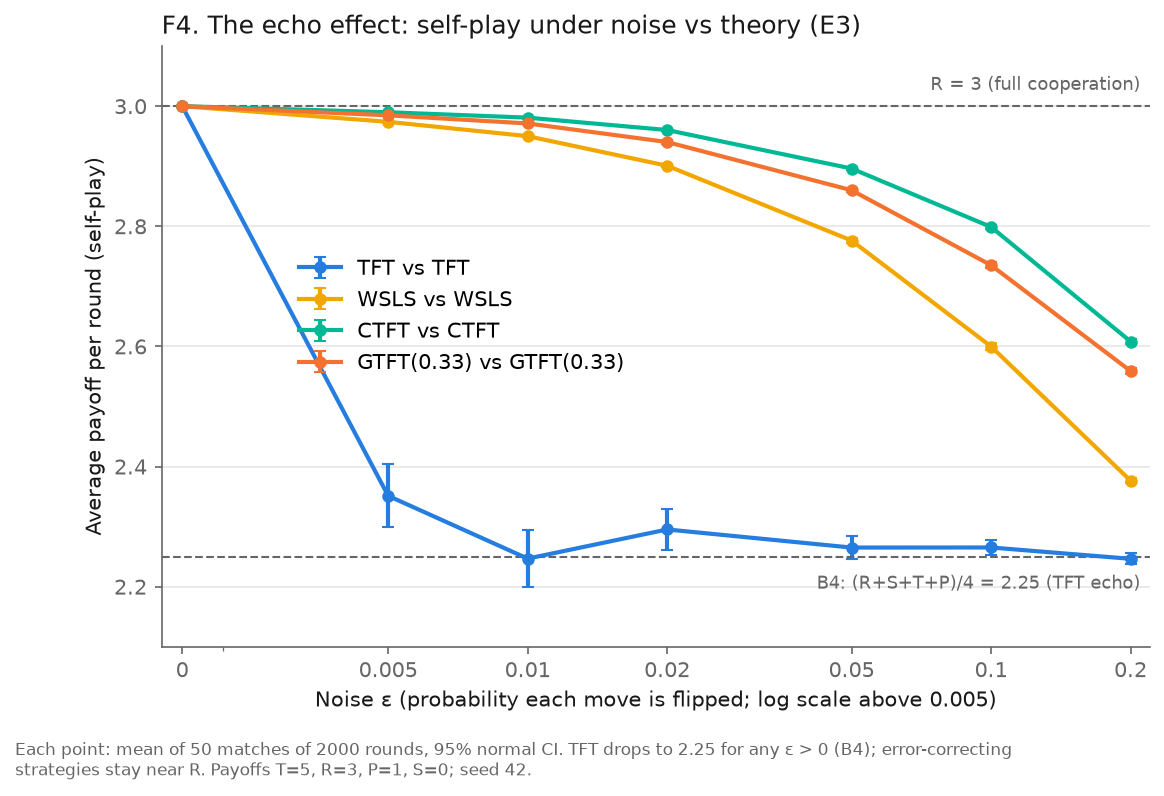 F4. The echo effect: self-play under noise vs theory (E3)
R = 3 (full cooperation)
3.0
2.8
2.6
2.4
2.2
Average payoff per round (self-play)
TFT vs TFT
WSLS vs WSLS
CTFT vs CTFT
GTFT(0.33) vs GTFT(0.33)
B4: (R+S+T+P)/4 = 2.25 (TFT echo)
0 0.005 0.01 0.02 0.05 0.1 0.2
Noise ε (probability each move is flipped; log scale above 0.005)
Each point: mean of 50 matches of 2000 rounds, 95% normal CI. TFT drops to 2.25 for any ε > 0 (B4); error-correcting
strategies stay near R. Payoffs T=5, R=3, P=1, S=0; seed 42.